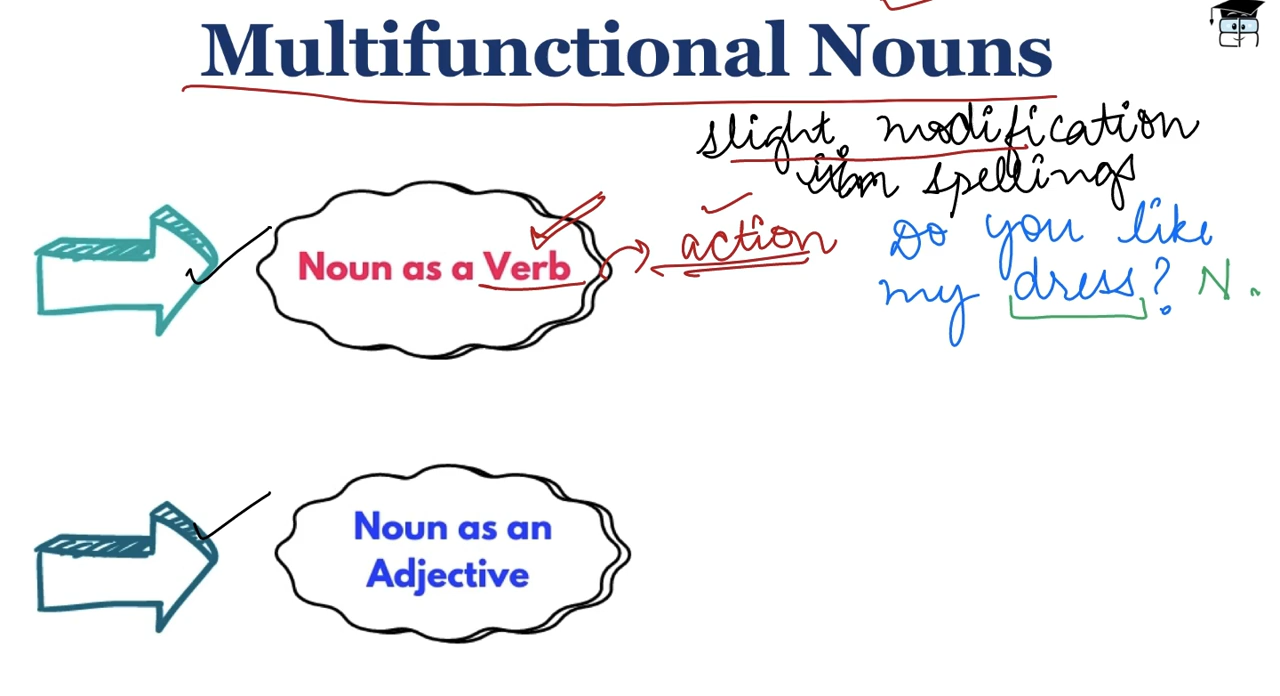 Multifunctional Nouns
slight modification
in spellings
Noun as a Verb
action
Do you like
my dress? N.
Noun as an
Adjective